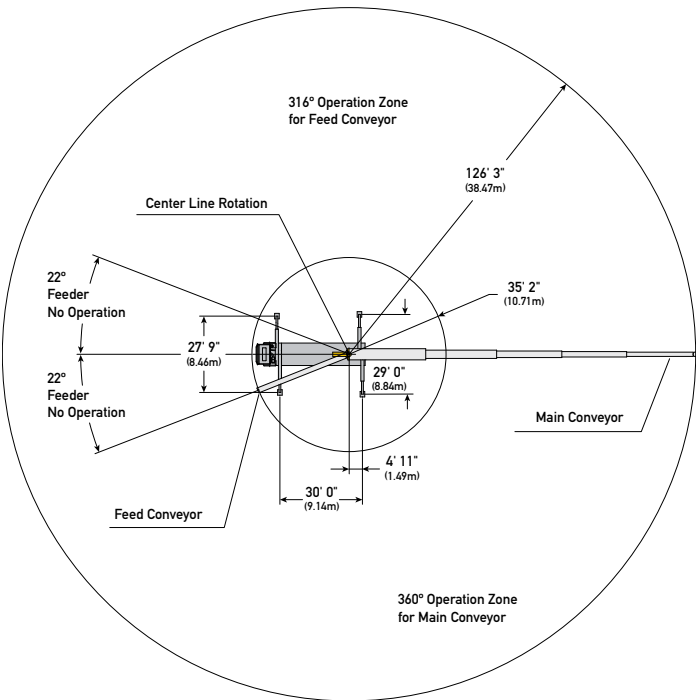 316° Operation Zone
for Feed Conveyor
126' 3"
(38.47m)
Center Line Rotation
22°
Feeder
No Operation
35' 2"
(10.71m)
27' 9"
(8.46m)
29' 0"
(8.84m)
22°
Feeder
No Operation
Main Conveyor
4' 11"
(1.49m)
30' 0"
(9.14m)
Feed Conveyor
360° Operation Zone
for Main Conveyor